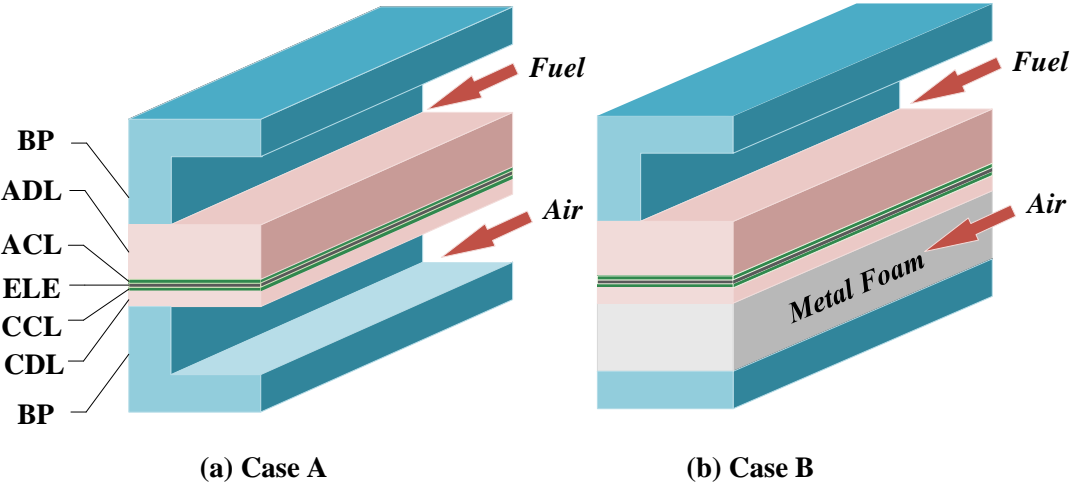 Fuel
BP
ADL
ACL
ELE
CCL
CDL
BP
Air
(a) Case A
Fuel
Air
Metal Foam
(b) Case B